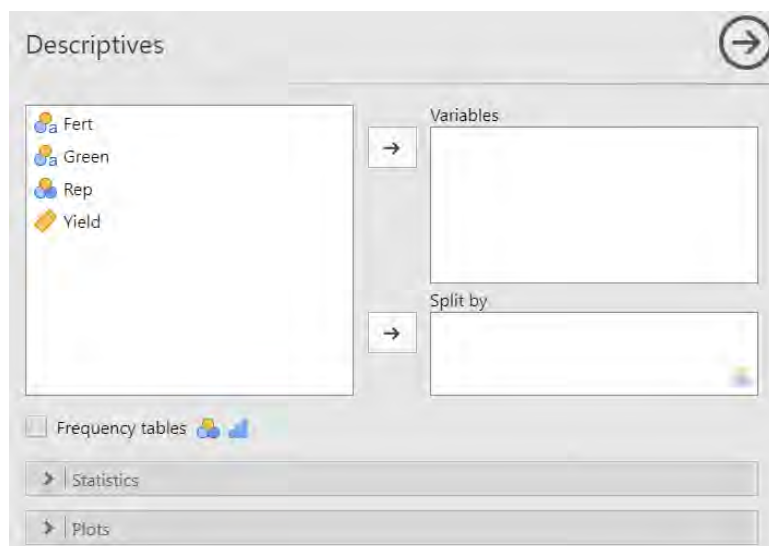 Descriptives
Fert
Green
Rep
Yield
Variables
Split by
Frequency tables
Statistics
Plots